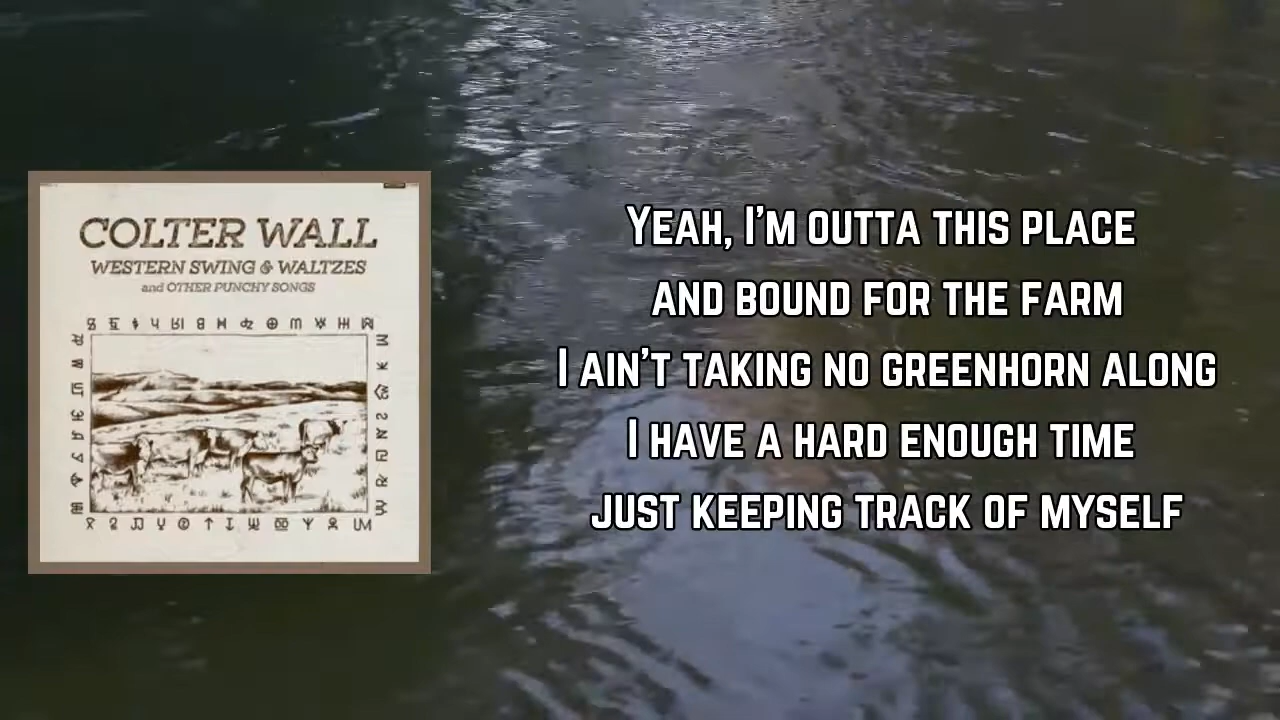 COLTER WALL
WESTERN SWING & WALTZES
and OTHER PUNCHY SONGS
YEAH, I'M OUTTA THIS PLACE
AND BOUND FOR THE FARM
I AIN'T TAKING NO GREENHORN ALONG
I HAVE A HARD ENOUGH TIME
JUST KEEPING TRACK OF MYSELF